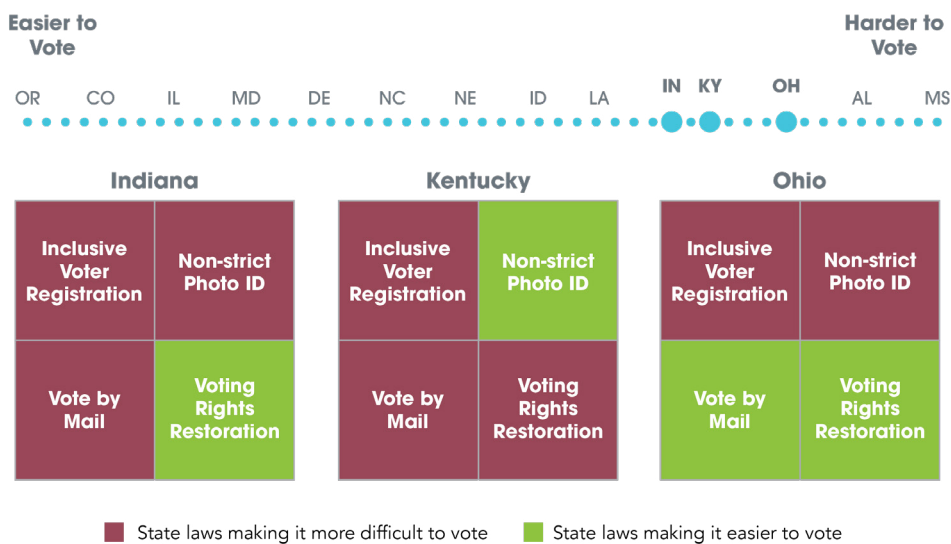 Easier to
Vote
Harder to
Vote
OR CO IL MD DE NC NE ID LA IN KY OH AL MS
Indiana
Kentucky
Ohio
Inclusive
Voter
Registration
Non-strict
Photo ID
Vote by
Mail
Voting
Rights
Restoration
Inclusive
Voter
Registration
Non-strict
Photo ID
Vote by
Mail
Voting
Rights
Restoration
Inclusive
Voter
Registration
Non-strict
Photo ID
Vote by
Mail
Voting
Rights
Restoration
State laws making it more difficult to vote
State laws making it easier to vote